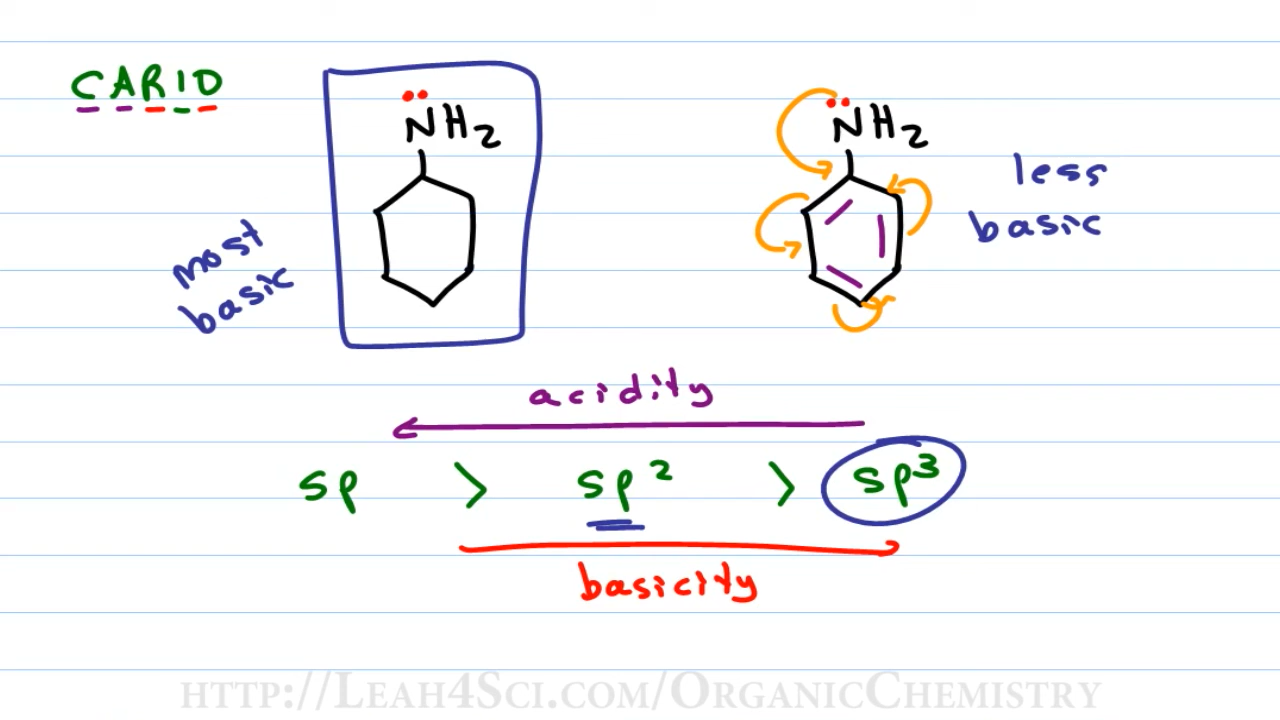 CARIO
NH2
NH2
most
basic
less
basic
acidity
sp > sp² > sp³
basicity
http://Leah4Sci.com/OrganicChemistry